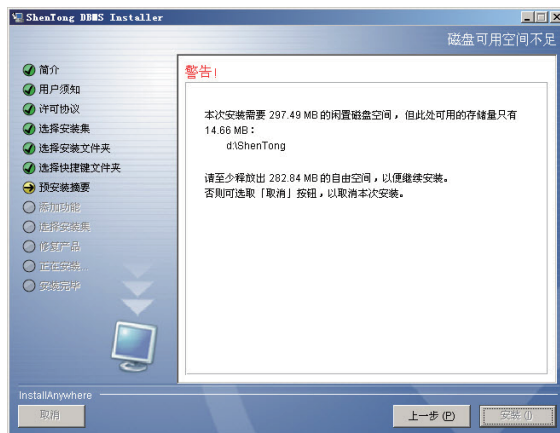 ShenTong DBMS Installer
磁盘可用空间不足
简介
用户须知
许可协议
选择安装集
选择安装文件夹
选择快捷键文件夹
预安装摘要
添加功能
选择安装集
修复产品
正在安装...
安装完毕
警告!
本次安装需要 297.49 MB 的闲置磁盘空间，但此处可用的存储量只有
14.66 MB：
d:\ShenTong
请至少释放出 282.84 MB 的自由空间，以便继续安装。
否则可选取「取消」按钮，以取消本次安装。
InstallAnywhere
取消
上一步 (P)
安装 (I)